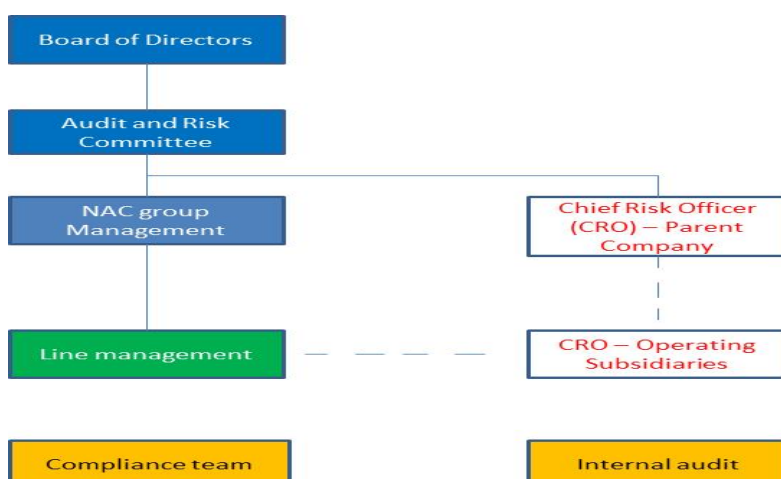 Board of Directors
Audit and Risk
Committee
NAC group
Management
Chief Risk Officer
(CRO) – Parent
Company
Line management
CRO – Operating
Subsidiaries
Compliance team
Internal audit